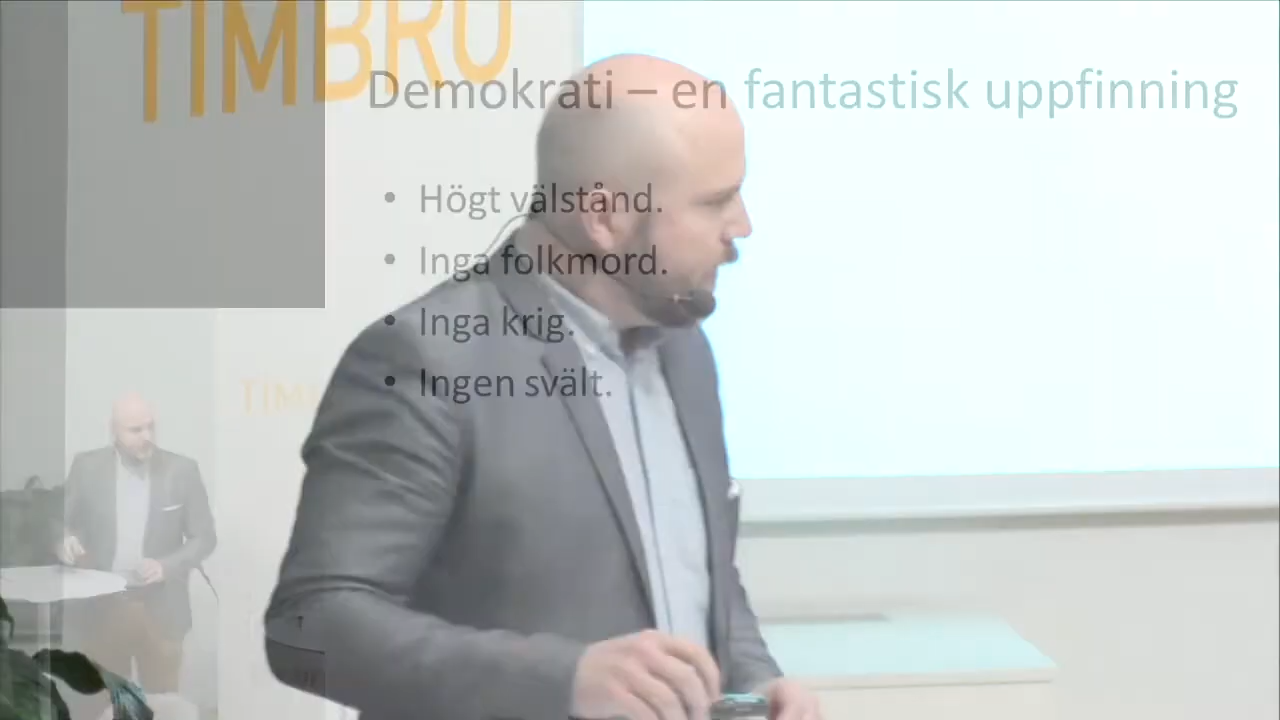 TIMBRO
Demokrati – en fantastisk uppfinning
• Högt välstånd.
• Inga folkmord.
• Inga krig.
• Ingen svält.